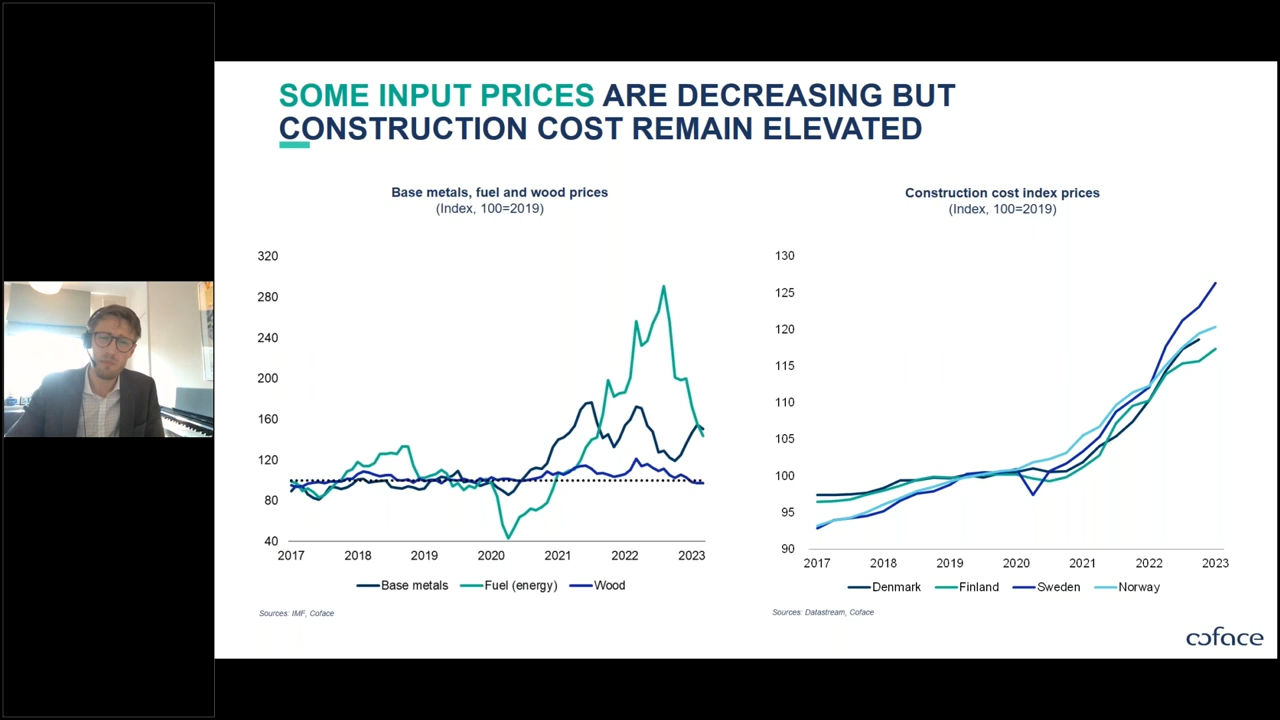 SOME INPUT PRICES ARE DECREASING BUT
CONSTRUCTION COST REMAIN ELEVATED
Base metals, fuel and wood prices
(Index, 100=2019)
320
280
240
200
160
120
80
40
2017 2018 2019 2020 2021 2022 2023
Base metals Fuel (energy) Wood
Sources: IMF, Coface
Construction cost index prices
(Index, 100=2019)
130
125
120
115
110
105
100
95
90
2017 2018 2019 2020 2021 2022 2023
Denmark Finland Sweden Norway
Sources: Datastream, Coface
coface